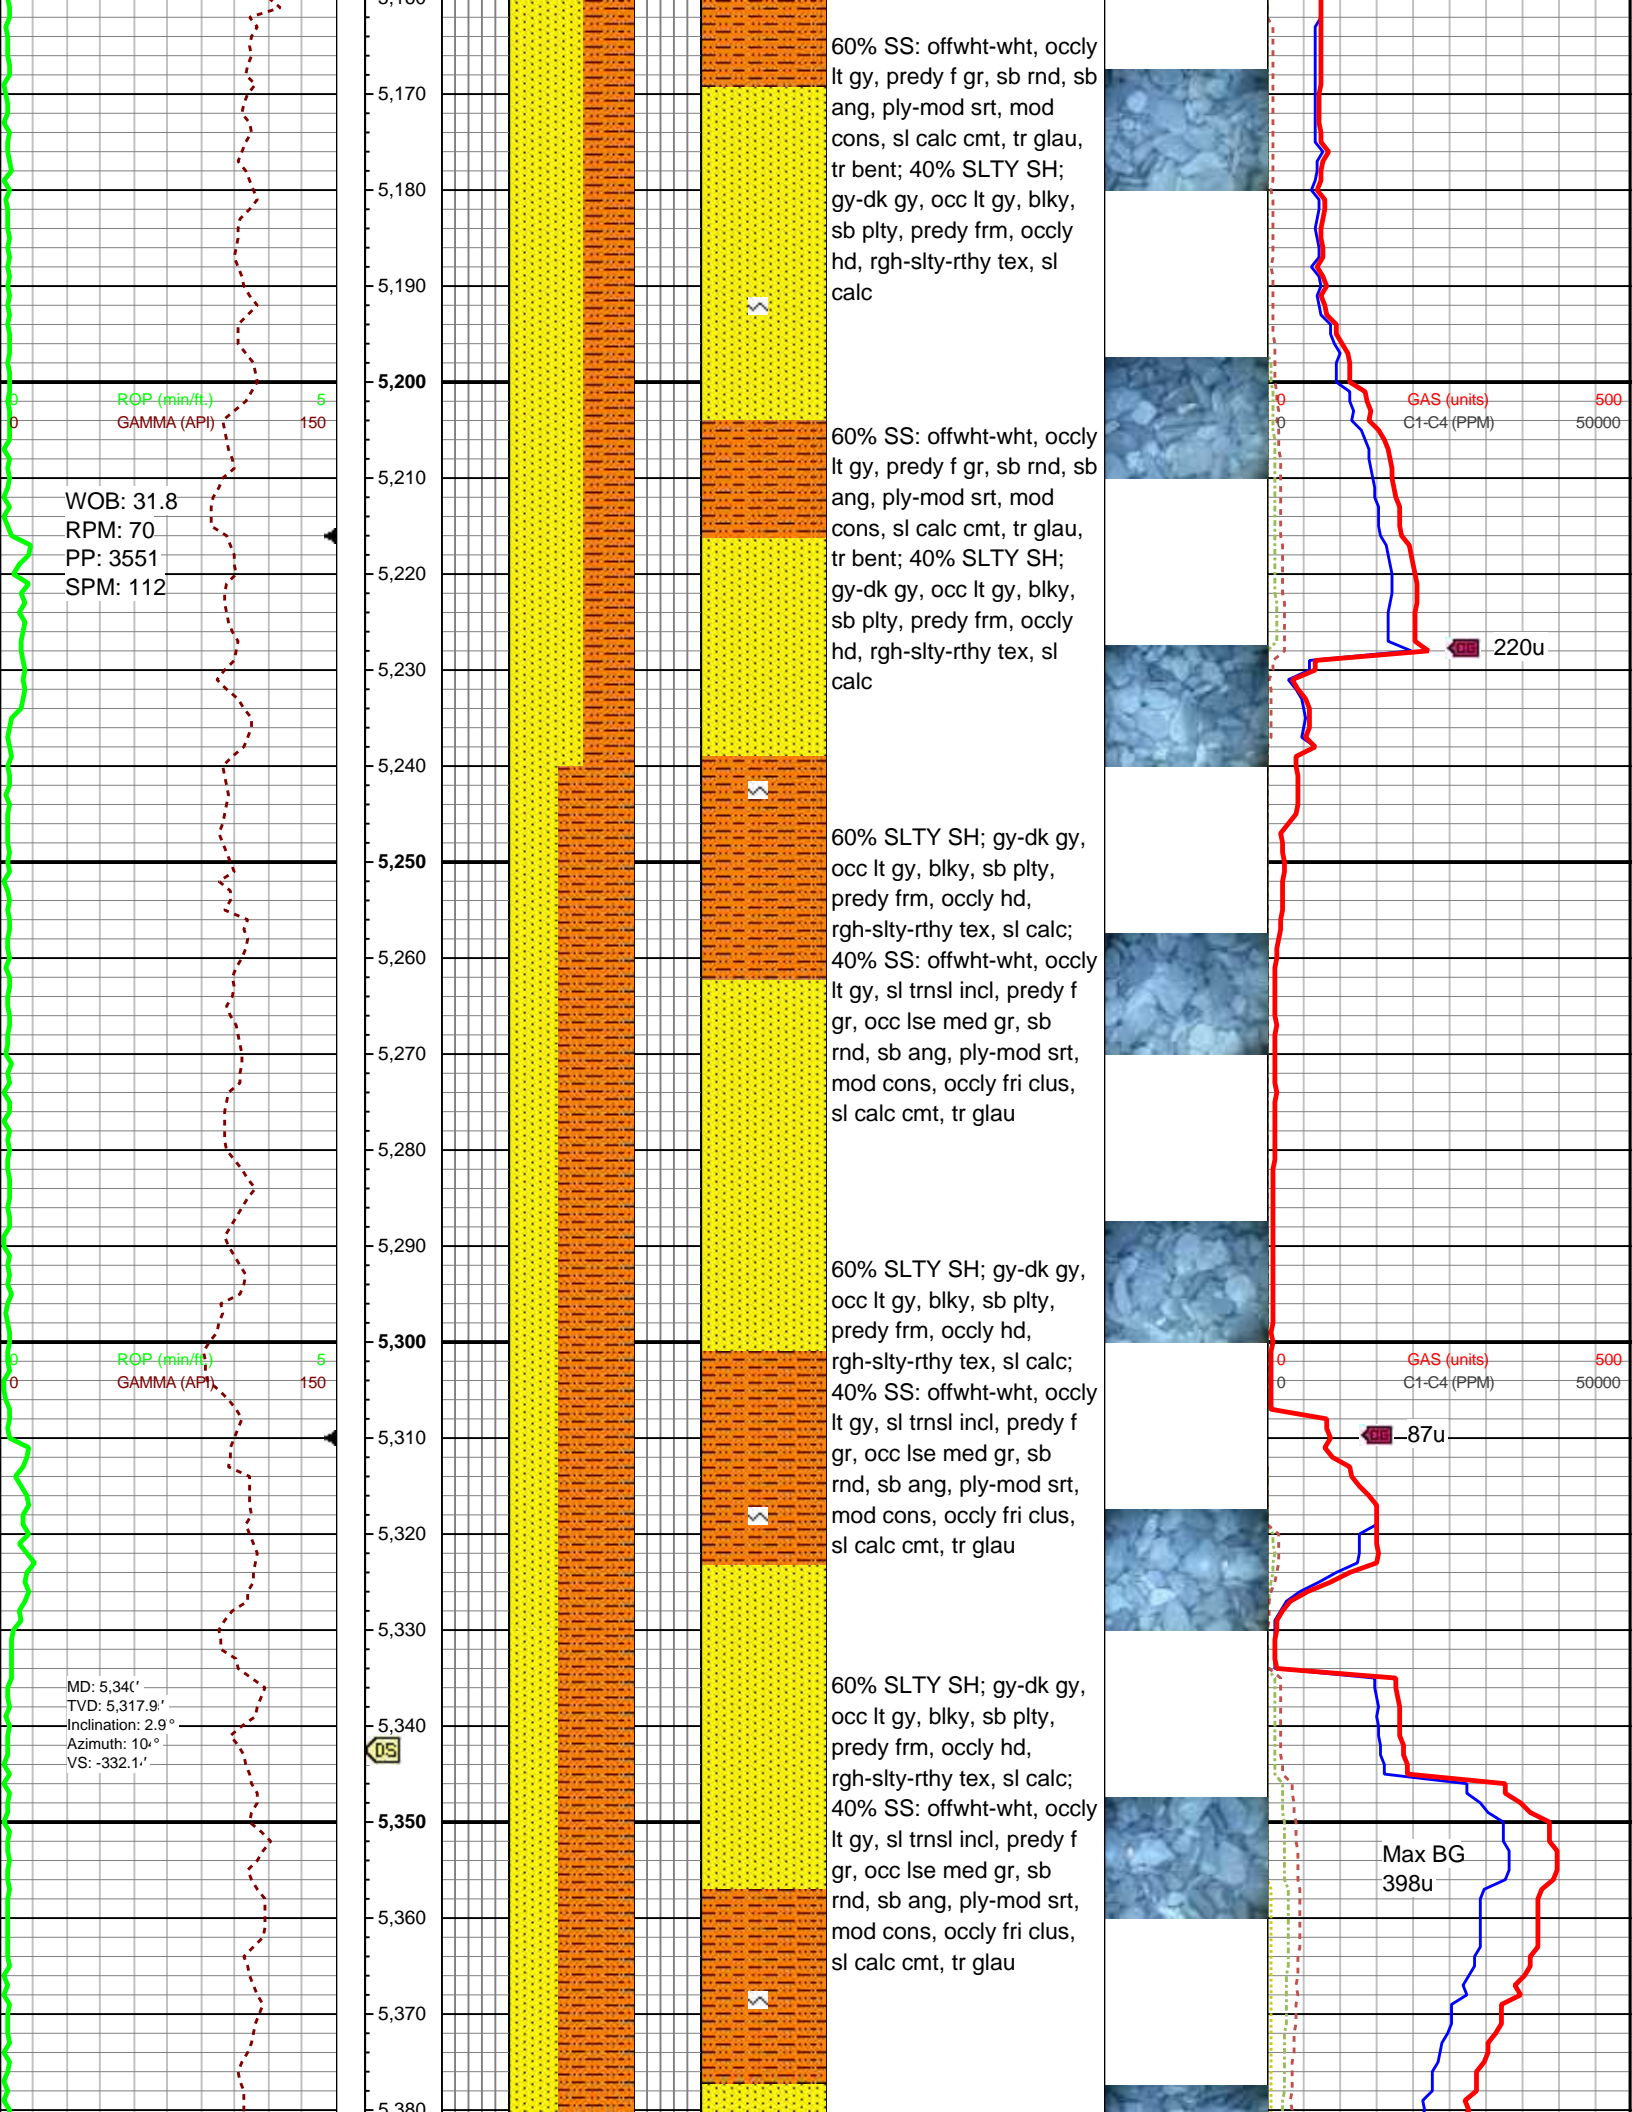 60% SS: offwht-wht, occly
lt gy, predy f gr, sb rnd, sb
ang, ply-mod srt, mod
cons, sl calc cmt, tr glau,
tr bent; 40% SLTY SH;
gy-dk gy, occ lt gy, blky,
sb plty, predy frm, occly
hd, rgh-slty-rthy tex, sl
calc
5,170
5,180
5,190
5,200
0 ROP (min/ft.) 5
0 GAMMA (API) 150
0 GAS (units) 500
0 C1-C4 (PPM) 50000
WOB: 31.8
RPM: 70
PP: 3551
SPM: 112
5,210
5,220
5,230
5,240
60% SS: offwht-wht, occly
lt gy, predy f gr, sb rnd, sb
ang, ply-mod srt, mod
cons, sl calc cmt, tr glau,
tr bent; 40% SLTY SH;
gy-dk gy, occ lt gy, blky,
sb plty, predy frm, occly
hd, rgh-slty-rthy tex, sl
calc
CG 220u
5,250
5,260
5,270
5,280
5,290
60% SLTY SH; gy-dk gy,
occ lt gy, blky, sb plty,
predy frm, occly hd,
rgh-slty-rthy tex, sl calc;
40% SS: offwht-wht, occly
lt gy, sl trnsl incl, predy f
gr, occ lse med gr, sb
rnd, sb ang, ply-mod srt,
mod cons, occly fri clus,
sl calc cmt, tr glau
5,300
0 ROP (min/ft.) 5
0 GAMMA (API) 150
0 GAS (units) 500
0 C1-C4 (PPM) 50000
5,310
5,320
5,330
60% SLTY SH; gy-dk gy,
occ lt gy, blky, sb plty,
predy frm, occly hd,
rgh-slty-rthy tex, sl calc;
40% SS: offwht-wht, occly
lt gy, sl trnsl incl, predy f
gr, occ lse med gr, sb
rnd, sb ang, ply-mod srt,
mod cons, occly fri clus,
sl calc cmt, tr glau
CG 87u
MD: 5,340'
TVD: 5,317.9'
Inclination: 2.9°
Azimuth: 104°
VS: -332.1'
5,340
DS
5,350
5,360
5,370
5,380
60% SLTY SH; gy-dk gy,
occ lt gy, blky, sb plty,
predy frm, occly hd,
rgh-slty-rthy tex, sl calc;
40% SS: offwht-wht, occly
lt gy, sl trnsl incl, predy f
gr, occ lse med gr, sb
rnd, sb ang, ply-mod srt,
mod cons, occly fri clus,
sl calc cmt, tr glau
Max BG
398u